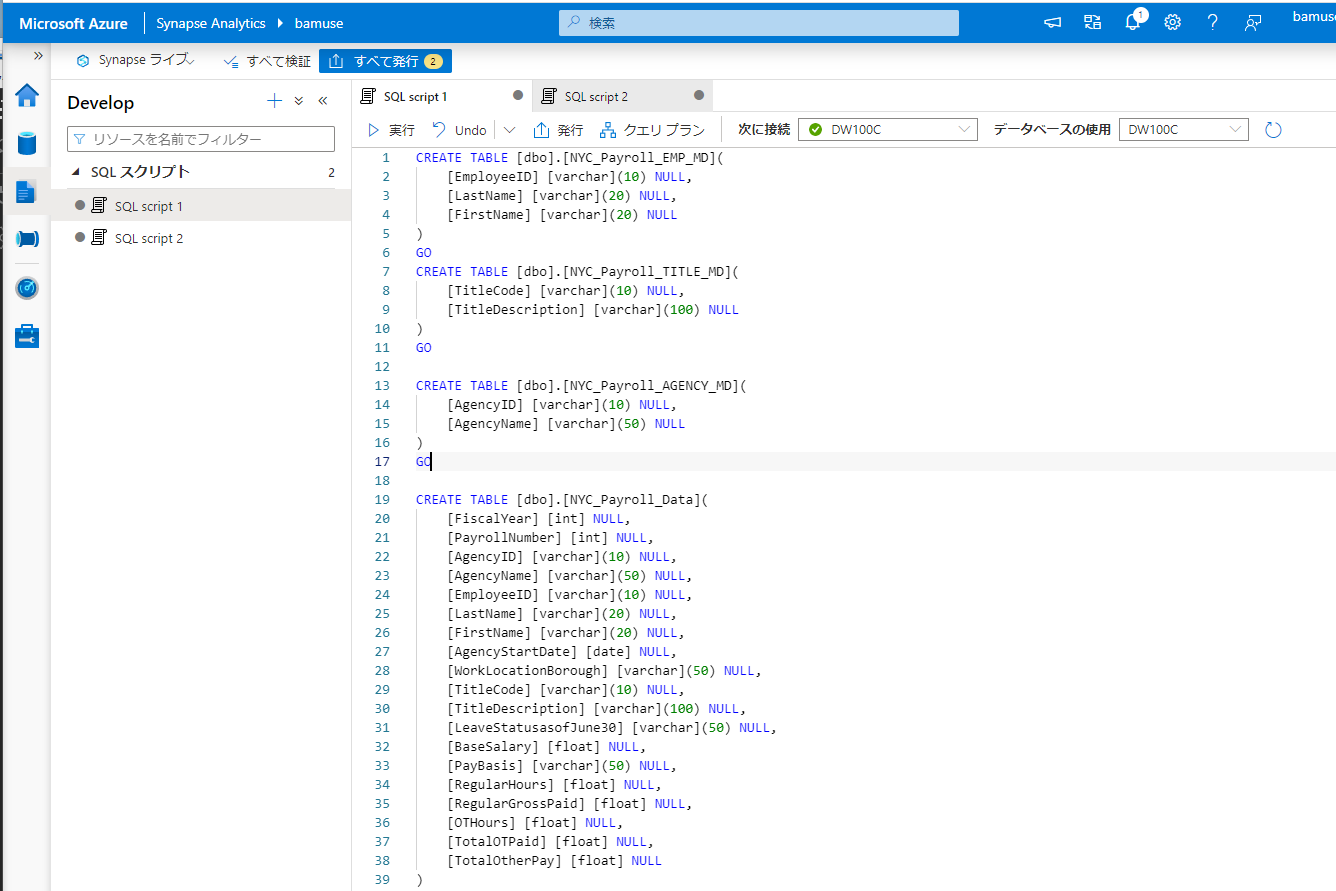 Microsoft Azure Synapse Analytics bamuse 検索 1 bamuse
Synapse ライブ すべて検証 すべて発行 2
Develop
リソースを名前でフィルター
SQL スクリプト 2
SQL script 1
SQL script 2
SQL script 1 SQL script 2
実行 Undo 発行 クエリ プラン 次に接続 DW100C データベースの使用 DW100C
1 CREATE TABLE [dbo].[NYC_Payroll_EMP_MD](
2 [EmployeeID] [varchar](10) NULL,
3 [LastName] [varchar](20) NULL,
4 [FirstName] [varchar](20) NULL
5 )
6 GO
7 CREATE TABLE [dbo].[NYC_Payroll_TITLE_MD](
8 [TitleCode] [varchar](10) NULL,
9 [TitleDescription] [varchar](100) NULL
10 )
11 GO
12
13 CREATE TABLE [dbo].[NYC_Payroll_AGENCY_MD](
14 [AgencyID] [varchar](10) NULL,
15 [AgencyName] [varchar](50) NULL
16 )
17 GO
18
19 CREATE TABLE [dbo].[NYC_Payroll_Data](
20 [FiscalYear] [int] NULL,
21 [PayrollNumber] [int] NULL,
22 [AgencyID] [varchar](10) NULL,
23 [AgencyName] [varchar](50) NULL,
24 [EmployeeID] [varchar](10) NULL,
25 [LastName] [varchar](20) NULL,
26 [FirstName] [varchar](20) NULL,
27 [AgencyStartDate] [date] NULL,
28 [WorkLocationBorough] [varchar](50) NULL,
29 [TitleCode] [varchar](10) NULL,
30 [TitleDescription] [varchar](100) NULL,
31 [LeaveStatusasofJune30] [varchar](50) NULL,
32 [BaseSalary] [float] NULL,
33 [PayBasis] [varchar](50) NULL,
34 [RegularHours] [float] NULL,
35 [RegularGrossPaid] [float] NULL,
36 [OTHours] [float] NULL,
37 [TotalOTPaid] [float] NULL,
38 [TotalOtherPay] [float] NULL
39 )